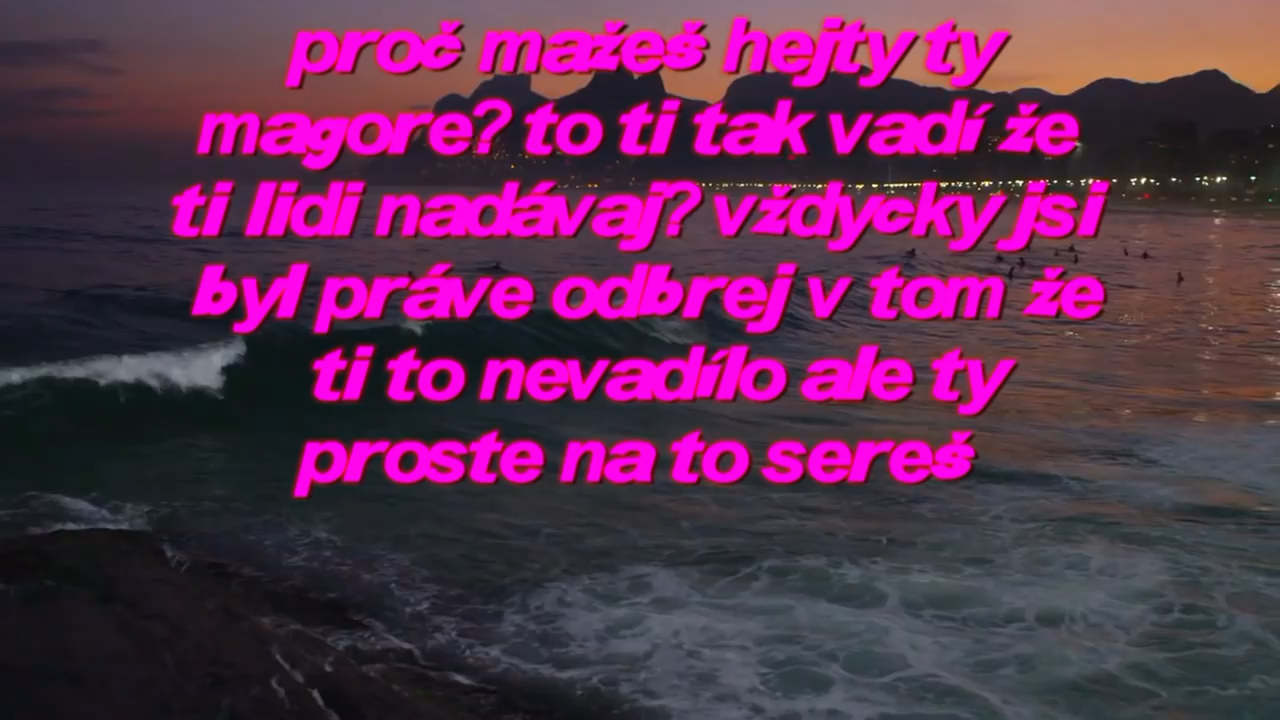 proč mažeš hejty ty
magore? to ti tak vadí že
ti lidi nadávaj? vždycky jsi
byl práve odbrej v tom že
ti to nevadílo ale ty
proste na to sereš